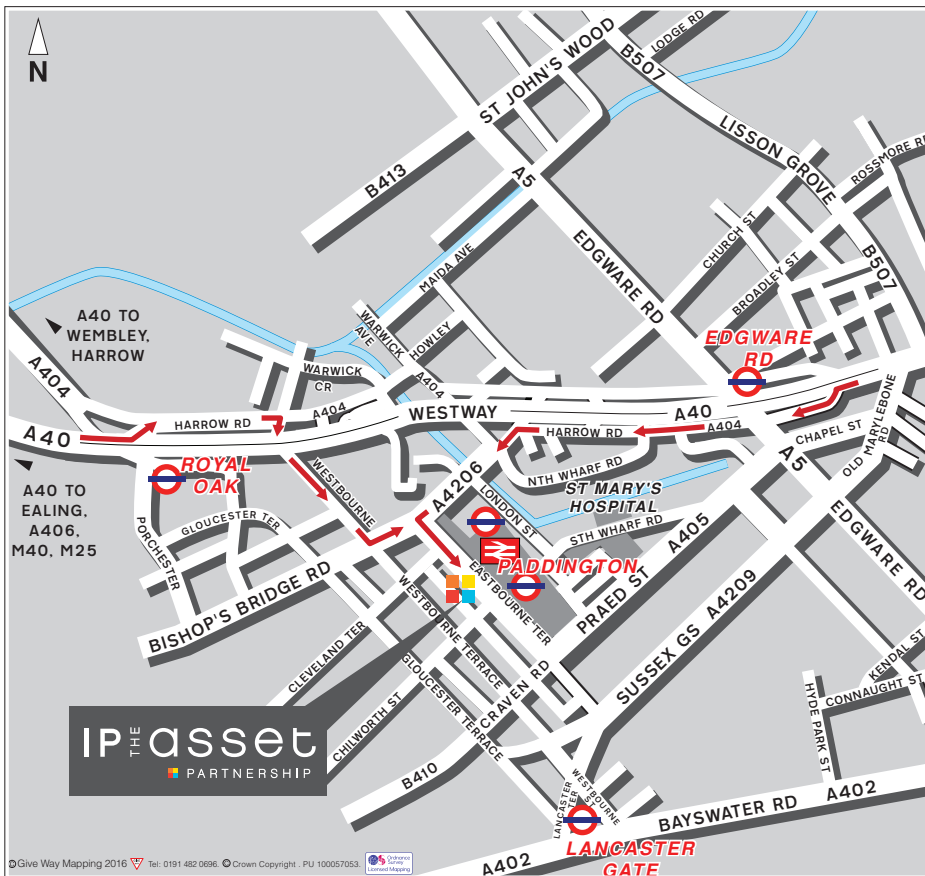 N
ST JOHN'S WOOD
LODGE RD
B507
LISSON GROVE
ROSSMORE RD
B413
A5
CHURCH ST
EDGWARE RD
MAIDA AVE
BROADLEY ST
B507
A40 TO
WEMBLEY,
HARROW
WARWICK
AVE
HOWLEY
EDGWARE
RD
A404
WARWICK
CR
A404
A404
HARROW RD
WESTWAY
A40
HARROW RD
A404
CHAPEL ST
OLD MARYLEBONE
RD
A40
ROYAL
OAK
A5
A40 TO
EALING,
A406,
M40, M25
WESTBOURNE
A4206
NTH WHARF RD
ST MARY'S
HOSPITAL
LONDON ST
STH WHARF RD
A405
EDGWARE RD
GLOUCESTER TER
PORCHESTER
PADDINGTON
EASTBOURNE TER
PRAED ST
BISHOP'S BRIDGE RD
SUSSEX GS A4209
CLEVELAND TER
WESTBOURNE TERRACE
GLOUCESTER TERRACE
CHILWORTH ST
CRAVEN RD
B410
KENDAL ST
CONNAUGHT ST
HYDE PARK ST
IP THE asset
PARTNERSHIP
LANCASTER
TER
WESTBOURNE
ST
BAYSWATER RD A402
LANCASTER
GATE
A402
© Give Way Mapping 2016 Tel: 0191 482 0696. © Crown Copyright . PU 100057053.
Ordnance
Survey
Licensed Mapping